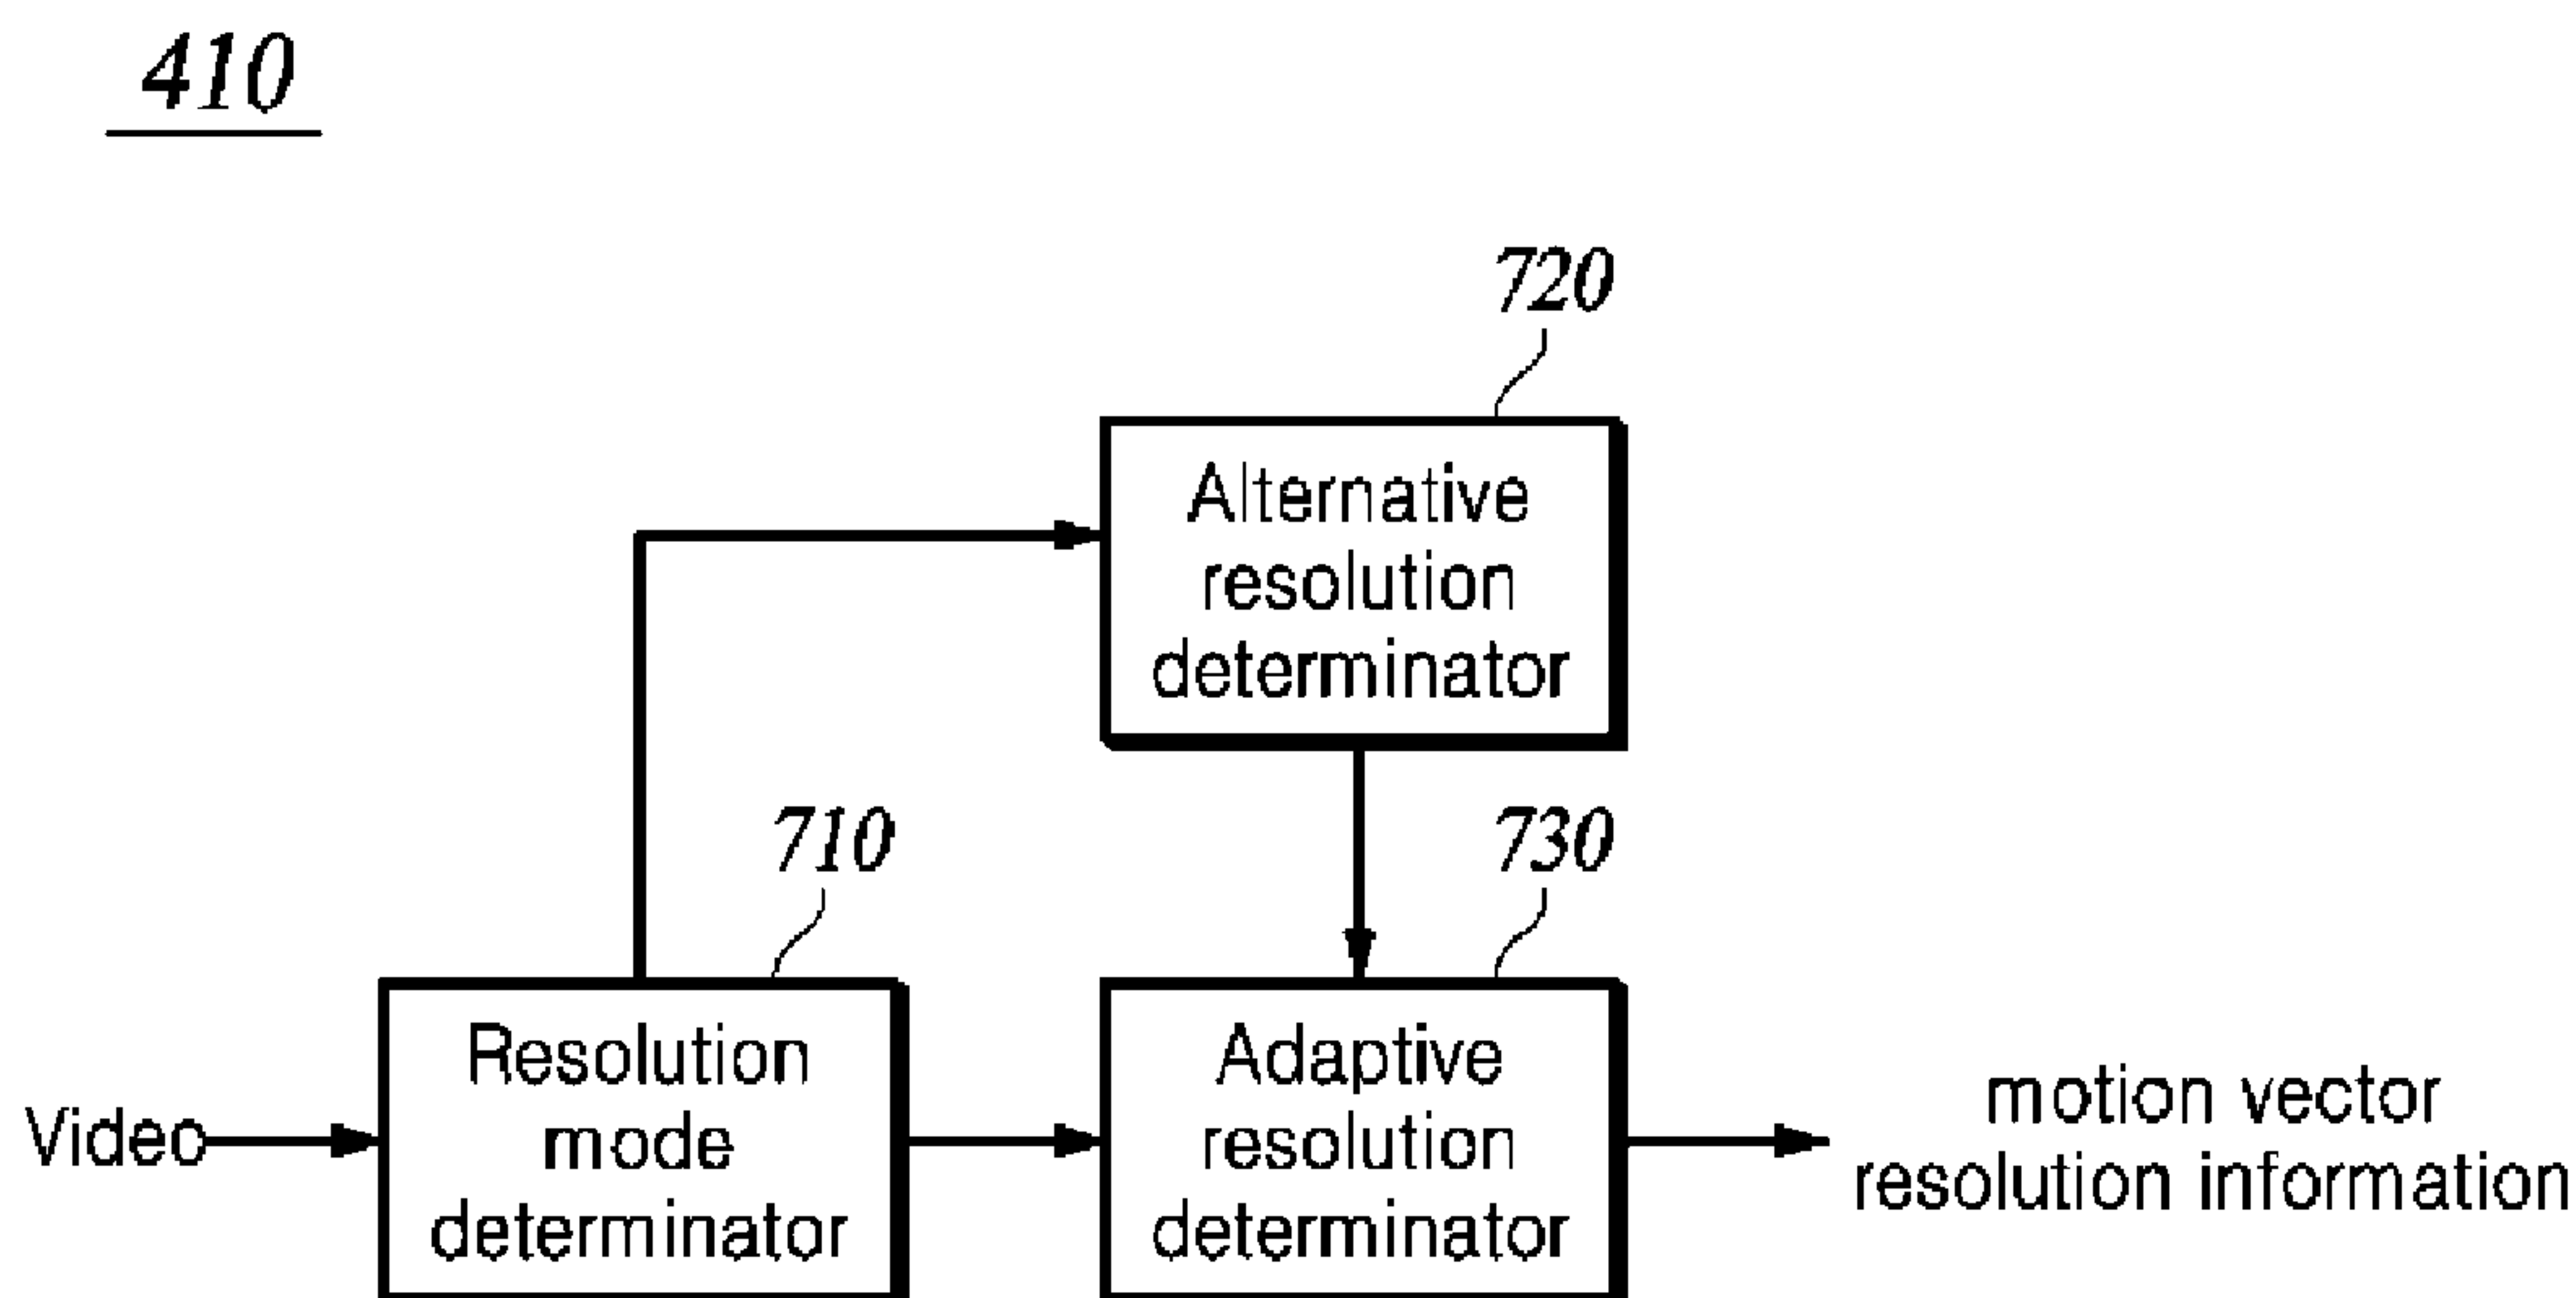 410
720
Alternative
resolution
determinator
710
730
Video
Resolution
mode
determinator
Adaptive
resolution
determinator
motion vector
resolution information